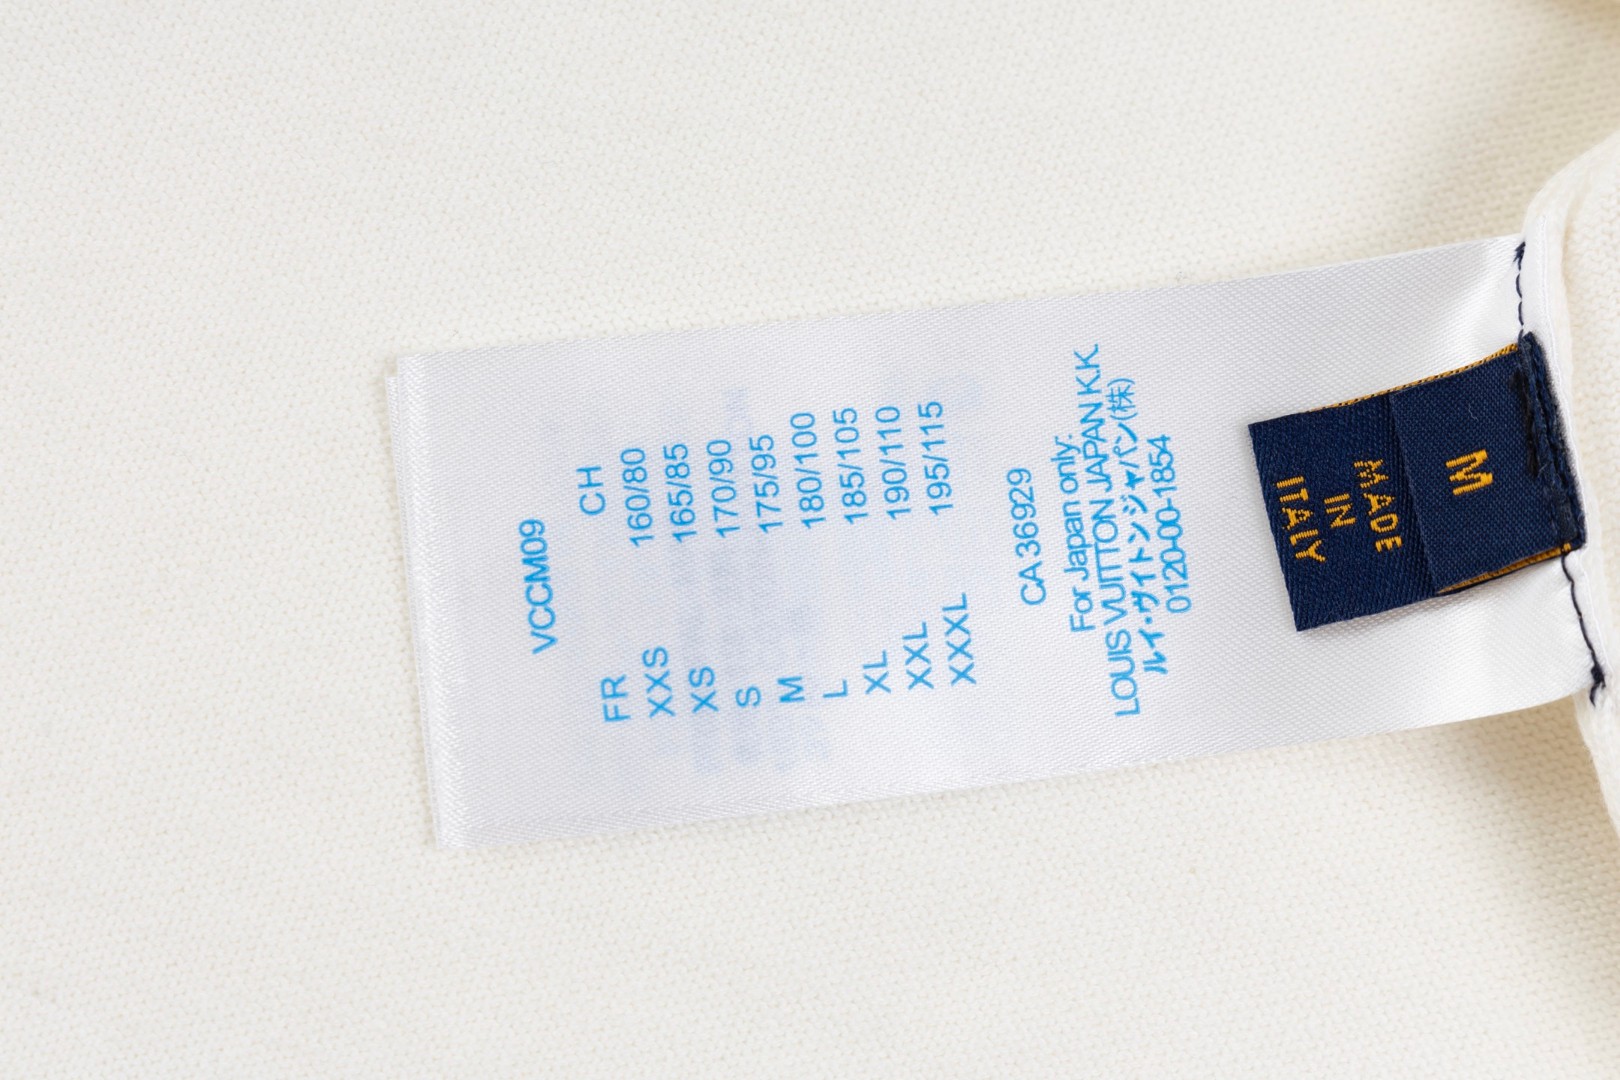 VCCM09
FR CH
XXS 160/80
XS 165/85
S 170/90
M 175/95
L 180/100
XL 185/105
XXL 190/110
XXXL 195/115
CA 36929
For Japan only:
LOUIS VUITTON JAPAN K.K.
ルイ・ヴィトンジャパン(株)
0120-00-1854
M
MADE
IN
ITALY